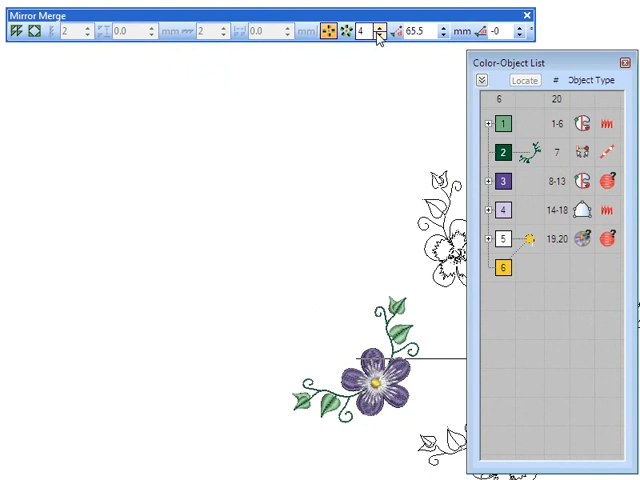 Mirror Merge
2 0.0 mm 2 0.0 mm 4 65.5 mm -0 °
Color-Object List
Locate # Object Type
6 20
1 1-6
2 7
3 8-13
4 14-18
5 19,20
6